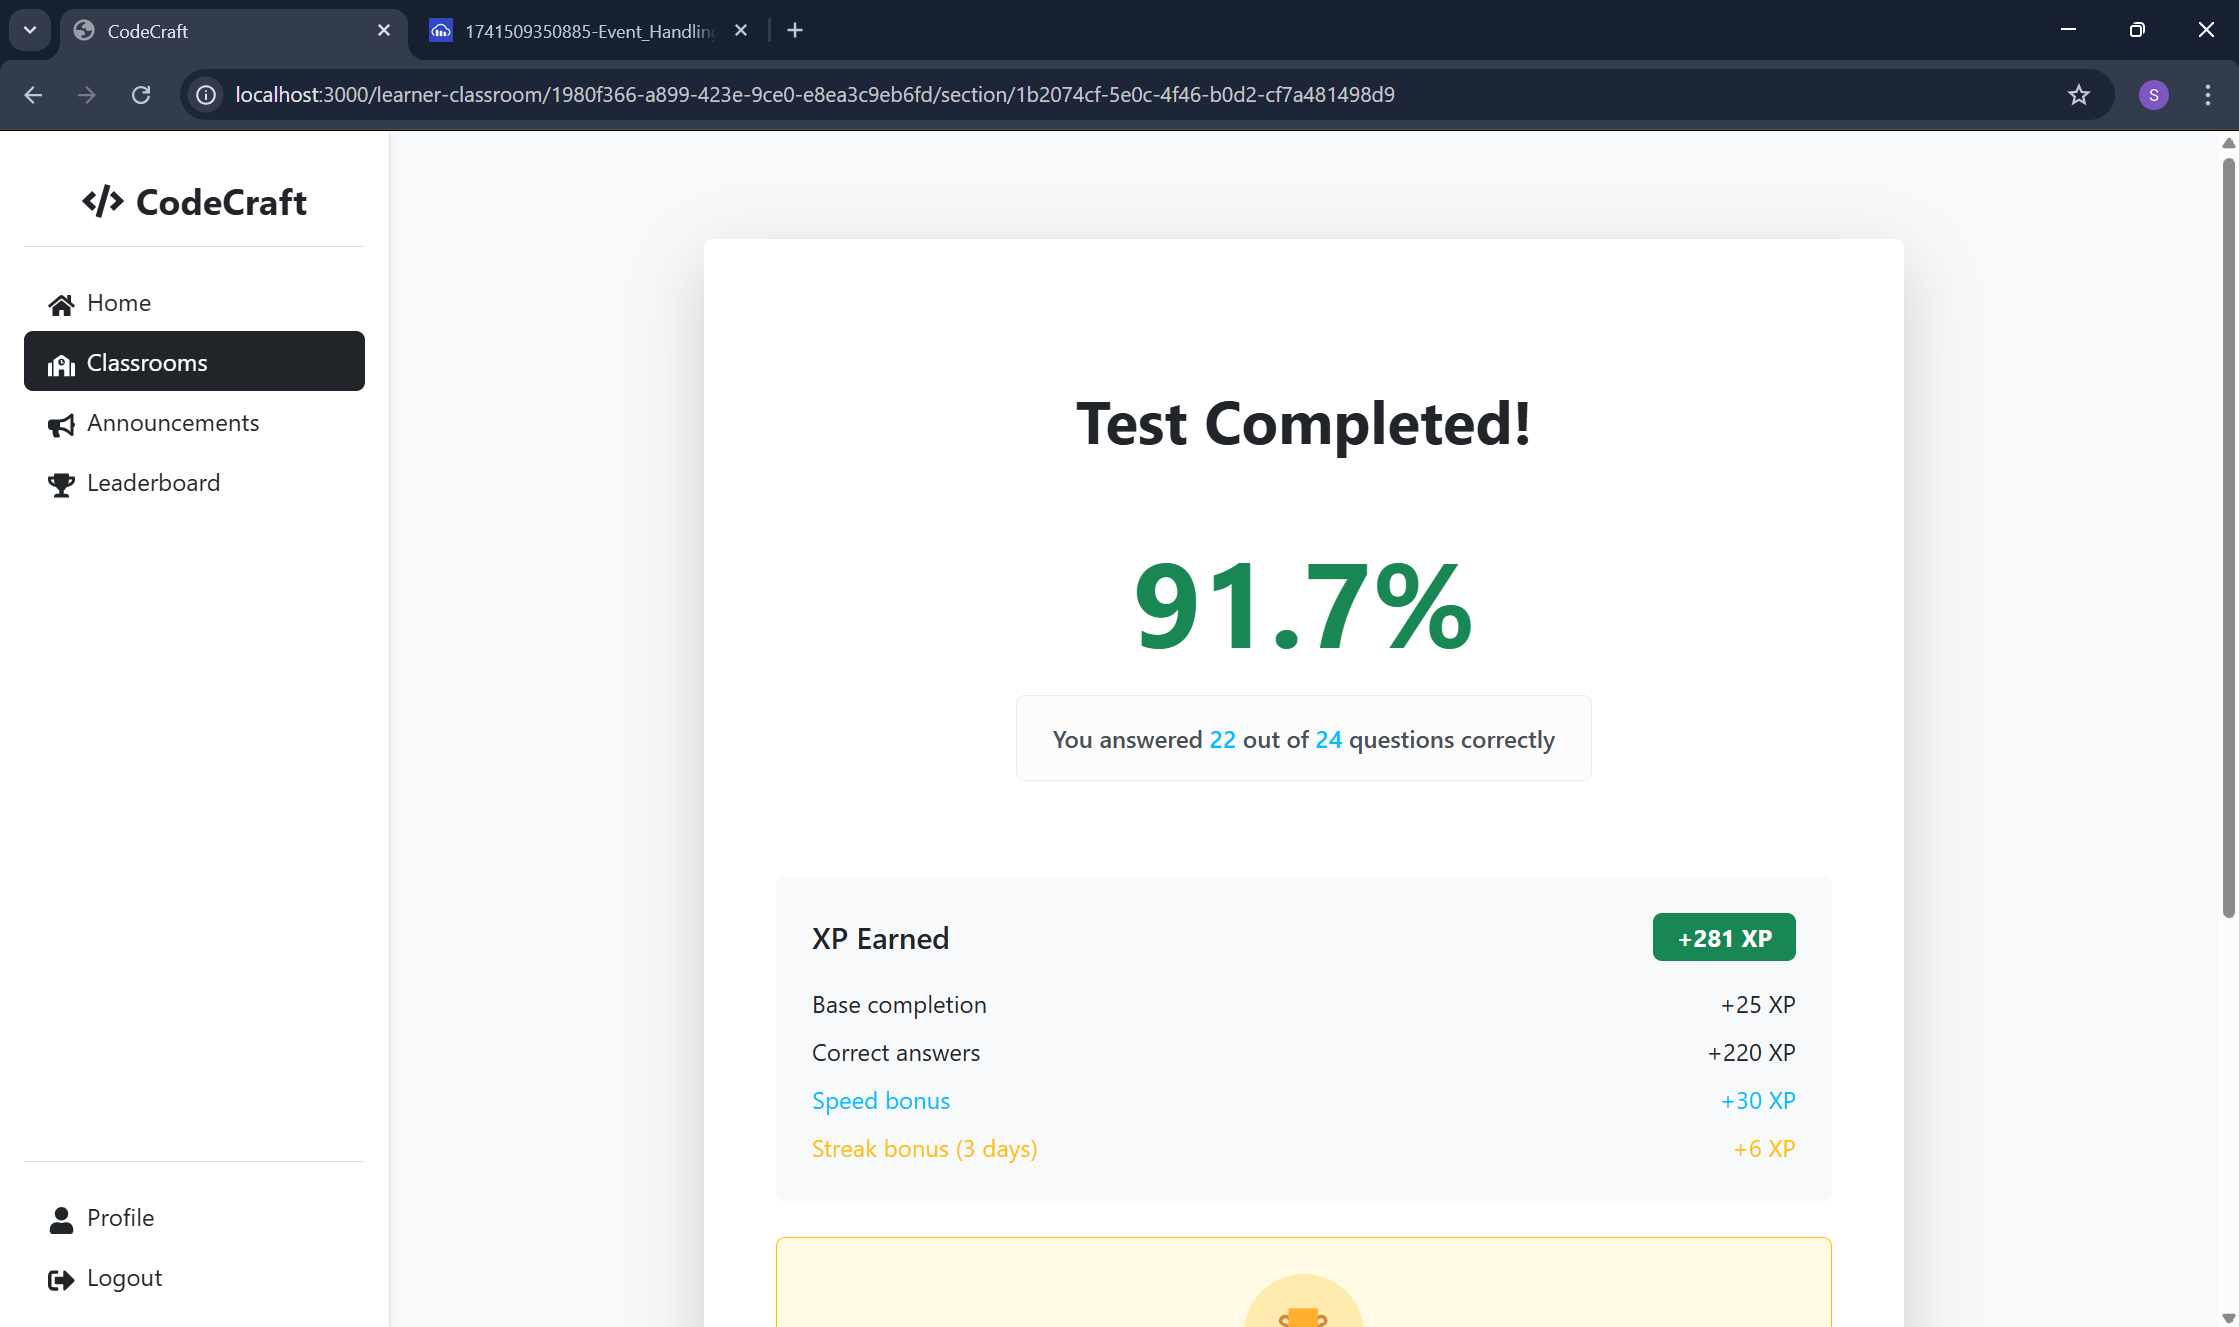 CodeCraft
1741509350885-Event_Handling
localhost:3000/learner-classroom/1980f366-a899-423e-9ce0-e8ea3c9eb6fd/section/1b2074cf-5e0c-4f46-b0d2-cf7a481498d9
S
</> CodeCraft
Home
Classrooms
Announcements
Leaderboard
Profile
Logout
Test Completed!
91.7%
You answered 22 out of 24 questions correctly
XP Earned
+281 XP
Base completion
+25 XP
Correct answers
+220 XP
Speed bonus
+30 XP
Streak bonus (3 days)
+6 XP